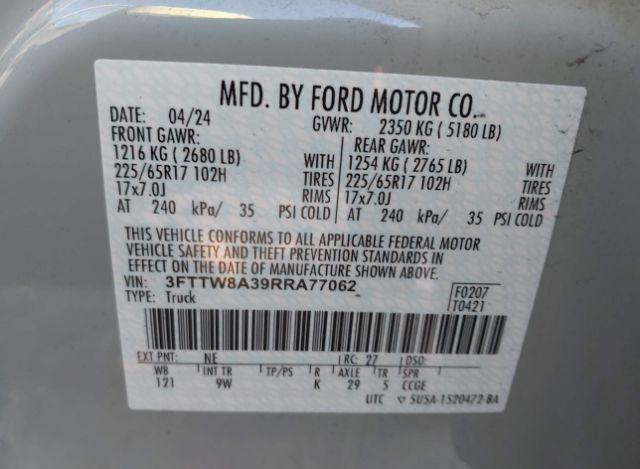 MFD. BY FORD MOTOR CO.
DATE: 04/24 GVWR: 2350 KG ( 5180 LB)
FRONT GAWR: REAR GAWR:
1216 KG ( 2680 LB) WITH 1254 KG ( 2765 LB) WITH
225/65R17 102H TIRES 225/65R17 102H TIRES
17x7.0J RIMS 17x7.0J RIMS
AT 240 kPa/ 35 PSI COLD AT 240 kPa/ 35 PSI COLD
THIS VEHICLE CONFORMS TO ALL APPLICABLE FEDERAL MOTOR
VEHICLE SAFETY AND THEFT PREVENTION STANDARDS IN
EFFECT ON THE DATE OF MANUFACTURE SHOWN ABOVE.
VIN: 3FTTW8A39RRA77062 F0207
TYPE: Truck T0421
EXT PNT: NE RC: 27 DSO:
WB INT TR TP/PS R AXLE TR SPR
121 9W K 29 5 CCGE
UTC ▽ 5USA-1520472-BA